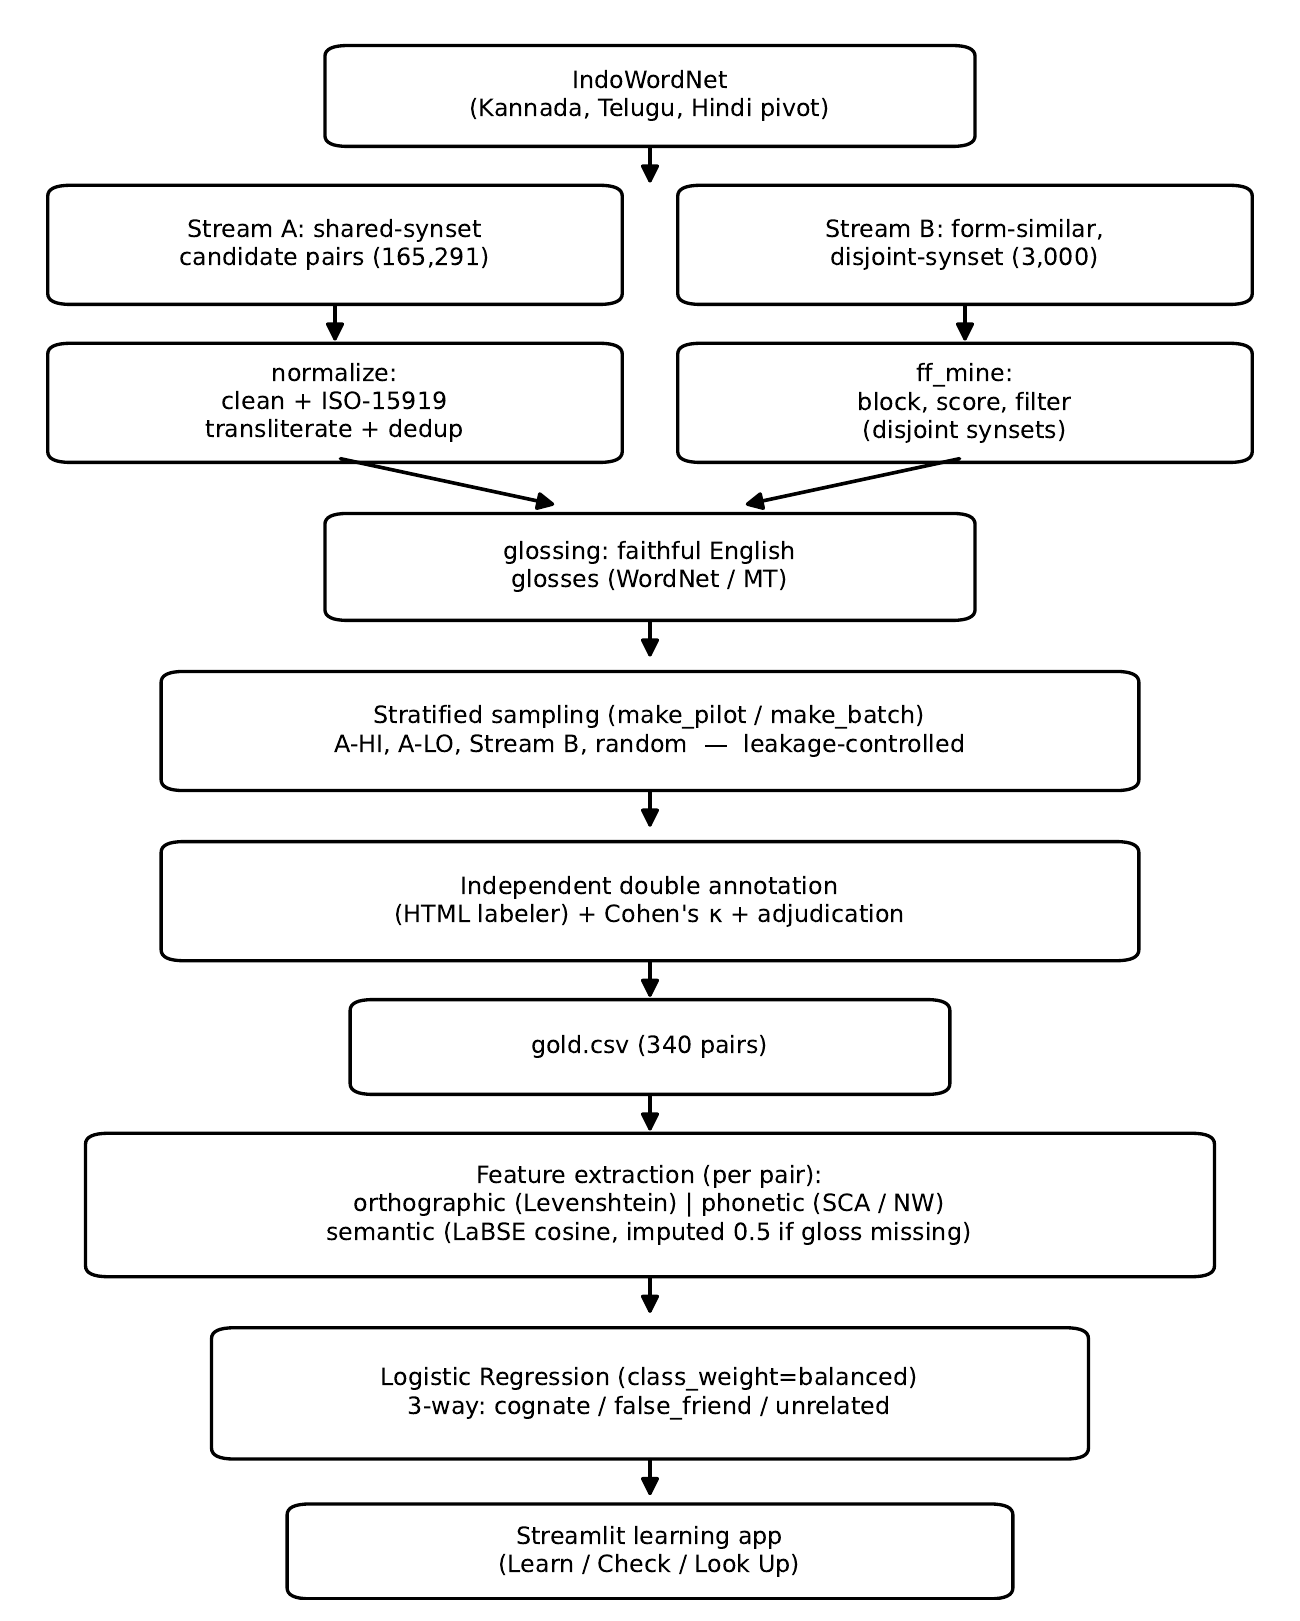 IndoWordNet
(Kannada, Telugu, Hindi pivot)
Stream A: shared-synset
candidate pairs (165,291)
Stream B: form-similar,
disjoint-synset (3,000)
normalize:
clean + ISO-15919
transliterate + dedup
ff_mine:
block, score, filter
(disjoint synsets)
glossing: faithful English
glosses (WordNet / MT)
Stratified sampling (make_pilot / make_batch)
A-HI, A-LO, Stream B, random — leakage-controlled
Independent double annotation
(HTML labeler) + Cohen's κ + adjudication
gold.csv (340 pairs)
Feature extraction (per pair):
orthographic (Levenshtein) | phonetic (SCA / NW)
semantic (LaBSE cosine, imputed 0.5 if gloss missing)
Logistic Regression (class_weight=balanced)
3-way: cognate / false_friend / unrelated
Streamlit learning app
(Learn / Check / Look Up)